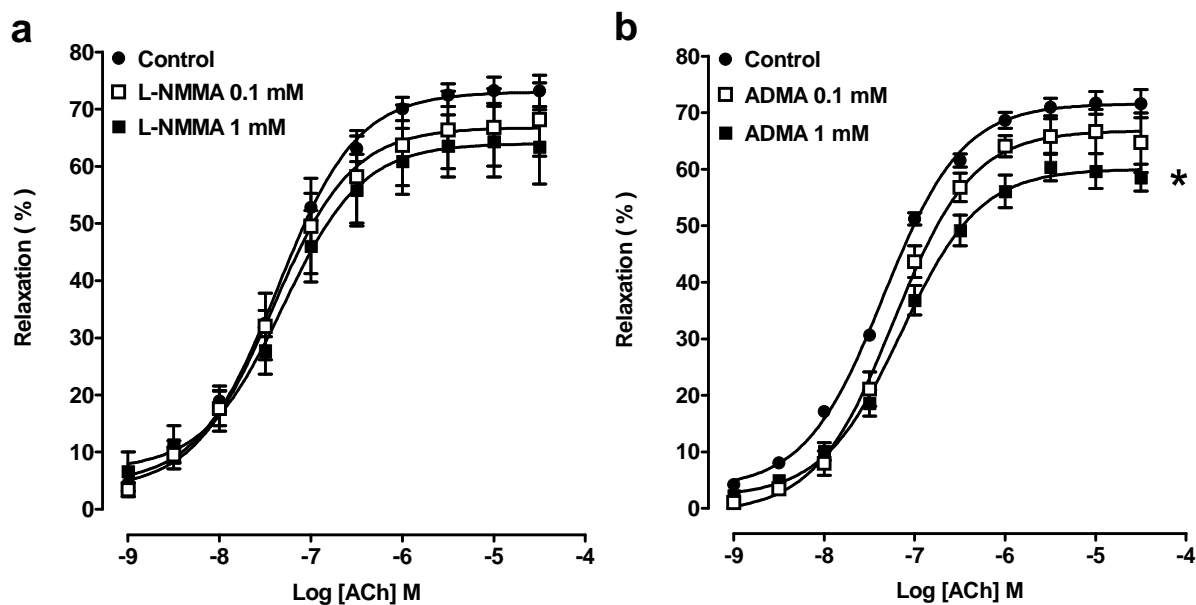 a
Control
L-NMMA 0.1 mM
L-NMMA 1 mM
80
70
60
50
40
30
20
10
0
Relaxation ( % )
-9 -8 -7 -6 -5 -4
Log [ACh] M
b
Control
ADMA 0.1 mM
ADMA 1 mM
80
70
60
50
40
30
20
10
0
Relaxation ( % )
*
-9 -8 -7 -6 -5 -4
Log [ACh] M